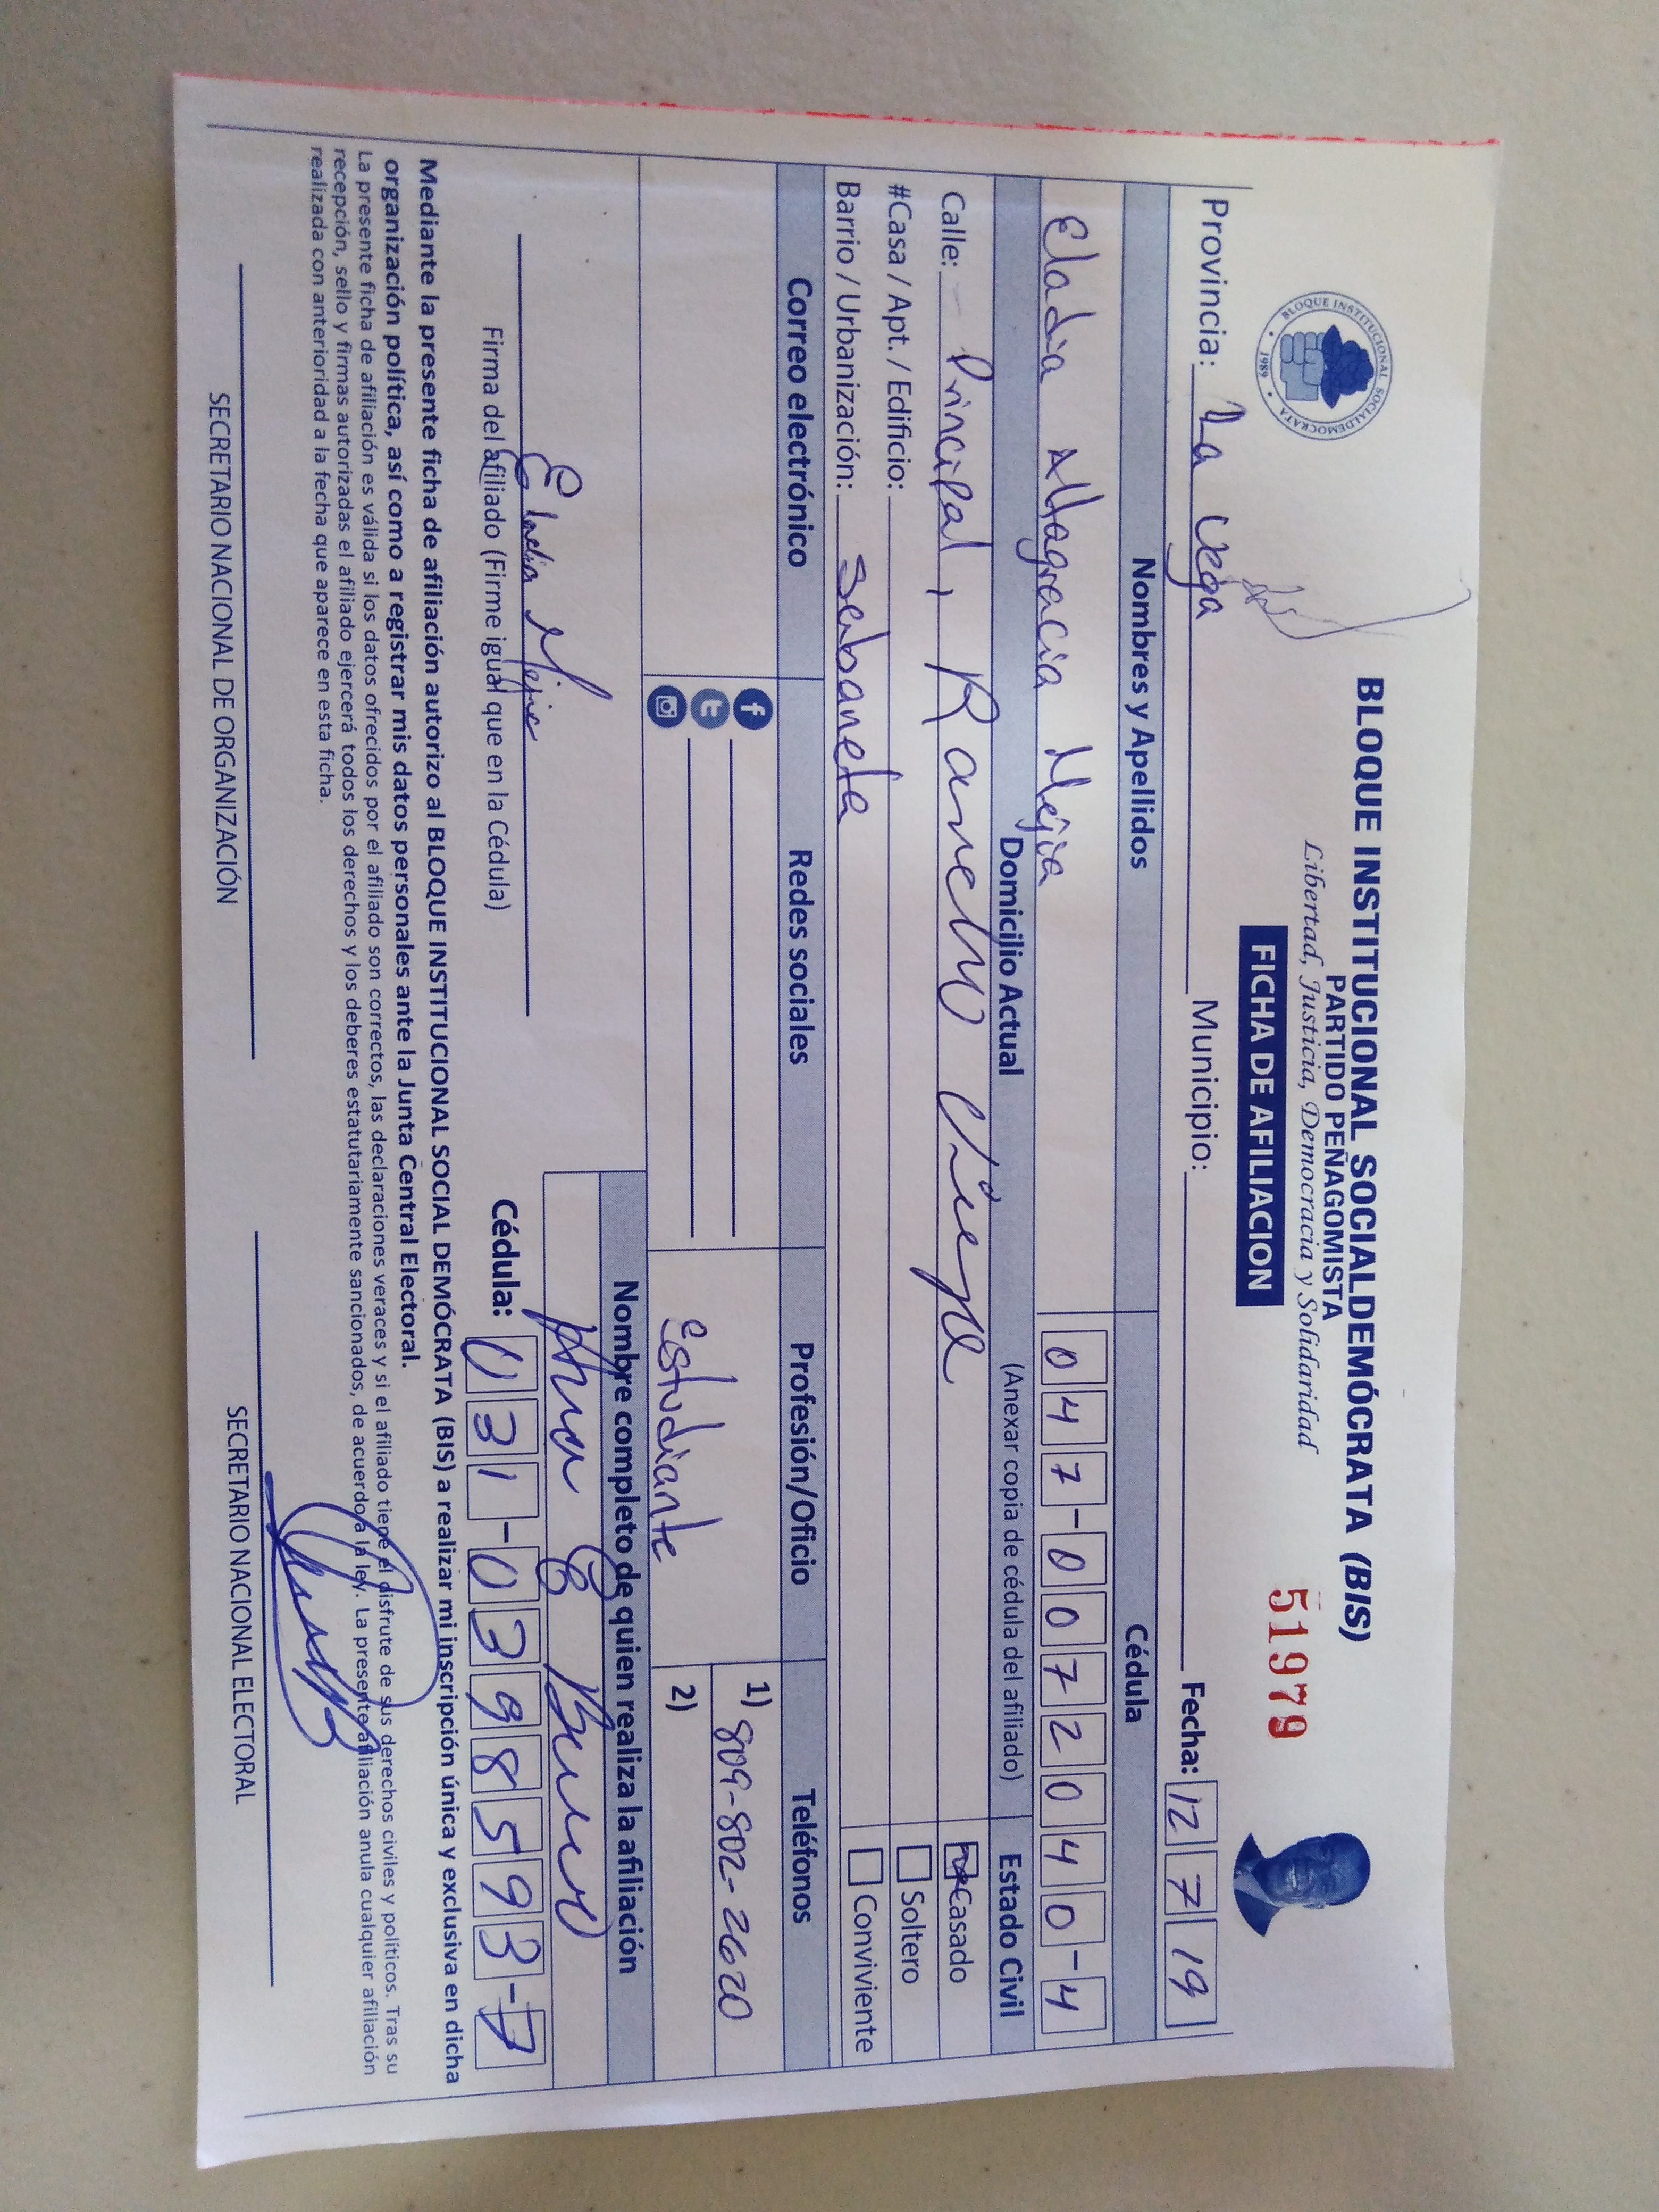 BLOQUE INSTITUCIONAL SOCIALDEMÓCRATA (BIS)
PARTIDO PEÑAGOMISTA
Libertad, Justicia, Democracia y Solidaridad
BLOQUE INSTITUCIONAL SOCIALDEMOCRATA
1989
FICHA DE AFILIACION
51979
Provincia: La Vega Municipio: Fecha: 12 7 19
Nombres y Apellidos Cédula
Eladia Altagracia Mejia 047-0072040-4
Domicilio Actual (Anexar copia de cédula del afiliado) Estado Civil
Calle: Principal, Rancho Viejo Casado
#Casa / Apt. / Edificio: Soltero
Barrio / Urbanización: Sabaneta Conviviente
Correo electrónico Redes sociales Profesión/Oficio Teléfonos
Estudiante 1) 809-802-2620
2)
Nombre completo de quien realiza la afiliación
Eladia Mejia
Firma del afiliado (Firme igual que en la Cédula)
Cédula: 031-0398593-7
Mediante la presente ficha de afiliación autorizo al BLOQUE INSTITUCIONAL SOCIAL DEMÓCRATA (BIS) a realizar mi inscripción única y exclusiva en dicha
organización política, así como a registrar mis datos personales ante la Junta Central Electoral.
La presente ficha de afiliación es válida si los datos ofrecidos por el afiliado son correctos, las declaraciones veraces y si el afiliado tiene el disfrute de sus derechos civiles y políticos. Tras su
recepción, sello y firmas autorizadas el afiliado ejercerá todos los derechos y los deberes estatutariamente sancionados, de acuerdo a la ley. La presente afiliación anula cualquier afiliación
realizada con anterioridad a la fecha que aparece en esta ficha.
SECRETARIO NACIONAL DE ORGANIZACIÓN SECRETARIO NACIONAL ELECTORAL